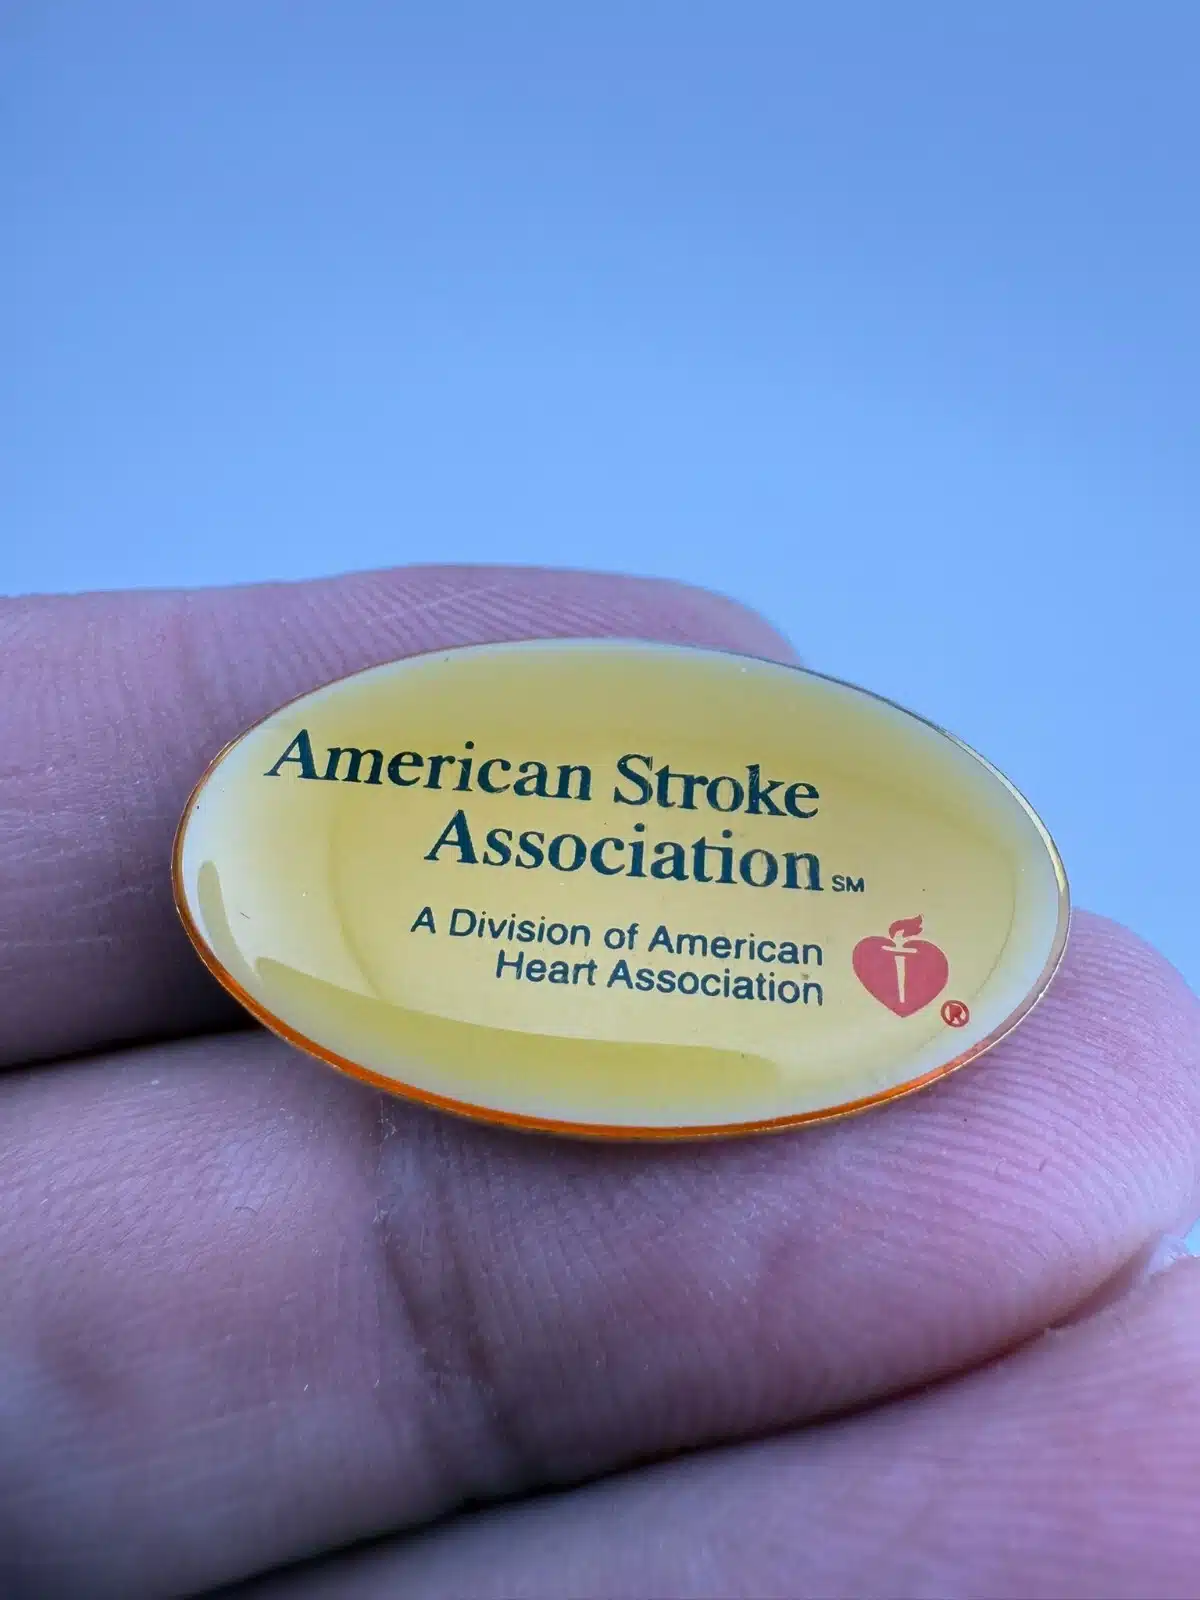 American Stroke
Association SM
A Division of American
Heart Association
®